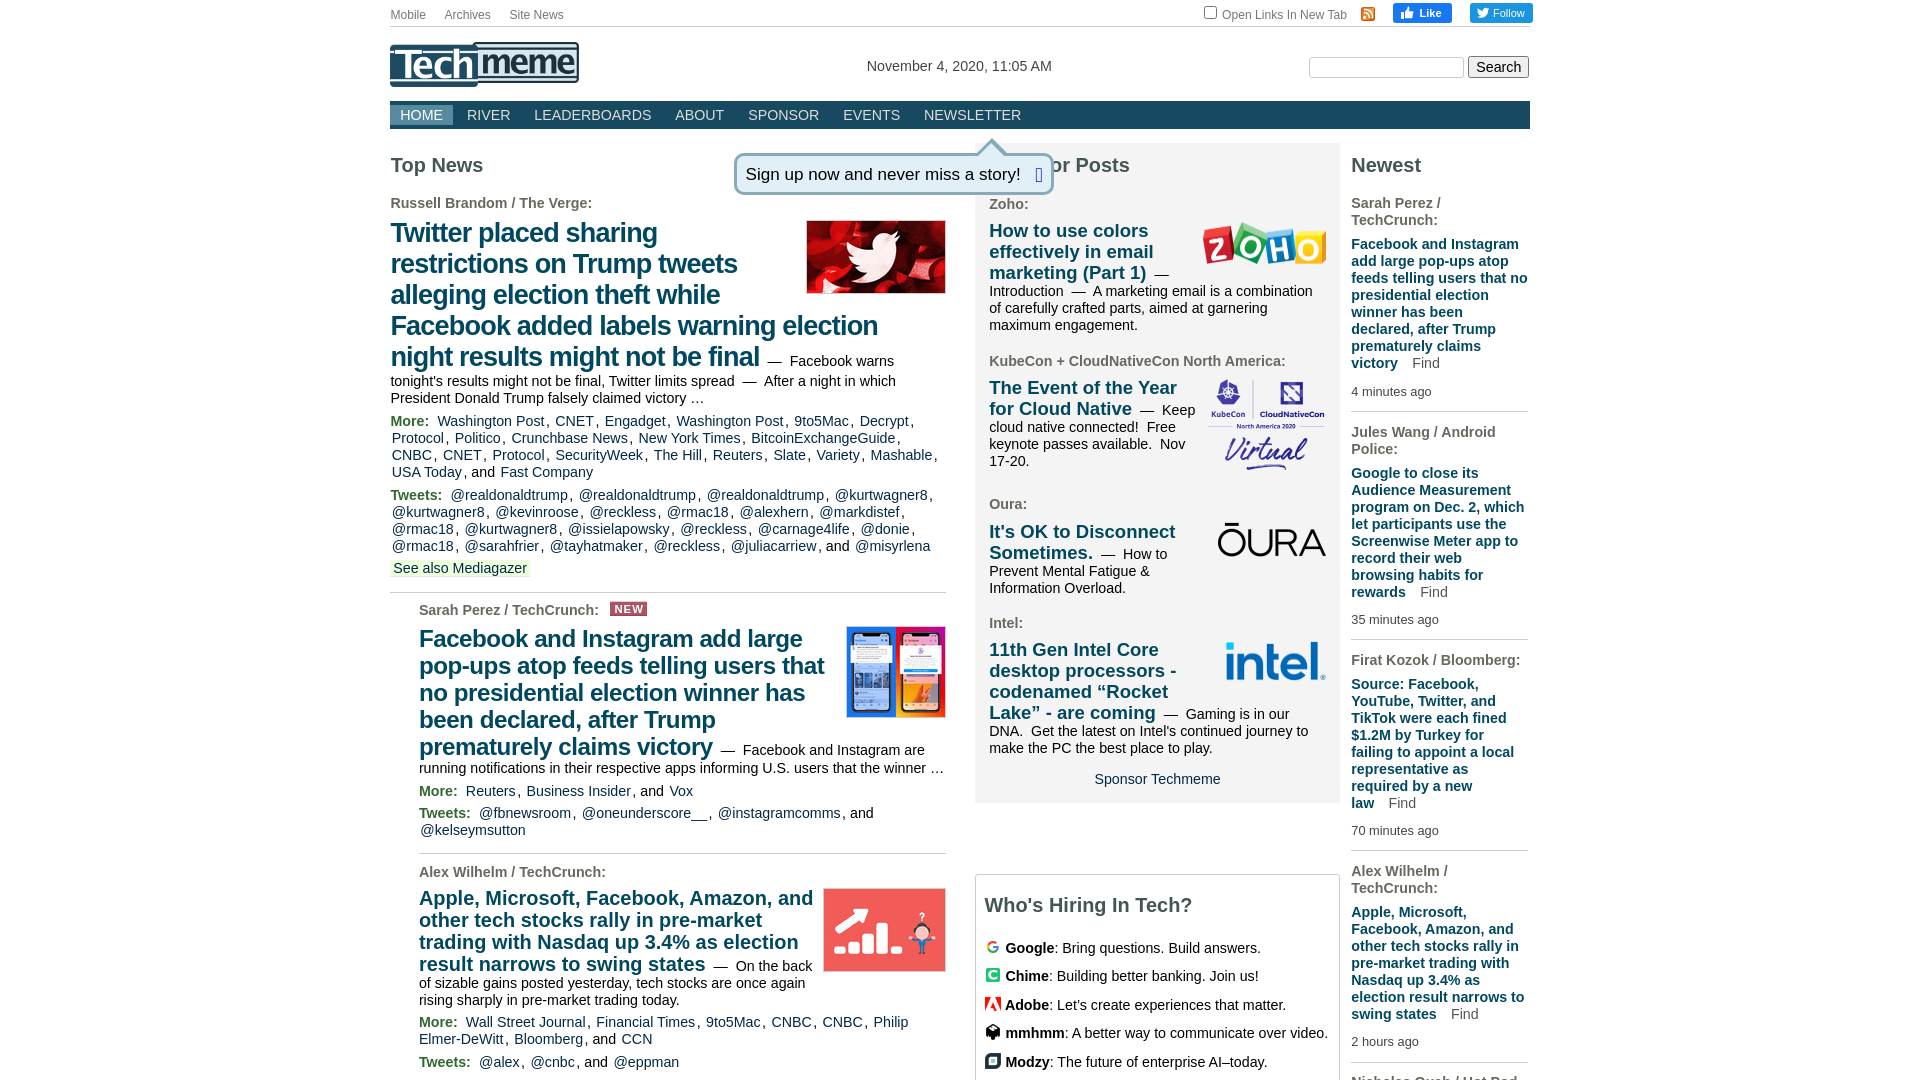 Mobile Archives Site News
Open Links In New Tab Like Follow
Techmeme
November 4, 2020, 11:05 AM
Search
HOME RIVER LEADERBOARDS ABOUT SPONSOR EVENTS NEWSLETTER
Sign up now and never miss a story!
Top News
Russell Brandom / The Verge:
Twitter placed sharing
restrictions on Trump tweets
alleging election theft while
Facebook added labels warning election
night results might not be final — Facebook warns
tonight's results might not be final, Twitter limits spread — After a night in which
President Donald Trump falsely claimed victory …
More: Washington Post, CNET, Engadget, Washington Post, 9to5Mac, Decrypt,
Protocol, Politico, Crunchbase News, New York Times, BitcoinExchangeGuide,
CNBC, CNET, Protocol, SecurityWeek, The Hill, Reuters, Slate, Variety, Mashable,
USA Today, and Fast Company
Tweets: @realdonaldtrump, @realdonaldtrump, @realdonaldtrump, @kurtwagner8,
@kurtwagner8, @kevinroose, @reckless, @rmac18, @alexhern, @markdistef,
@rmac18, @kurtwagner8, @issielapowsky, @reckless, @carnage4life, @donie,
@rmac18, @sarahfrier, @tayhatmaker, @reckless, @juliacarriew, and @misyrlena
See also Mediagazer
Sarah Perez / TechCrunch: NEW
Facebook and Instagram add large
pop-ups atop feeds telling users that
no presidential election winner has
been declared, after Trump
prematurely claims victory — Facebook and Instagram are
running notifications in their respective apps informing U.S. users that the winner …
More: Reuters, Business Insider, and Vox
Tweets: @fbnewsroom, @oneunderscore__, @instagramcomms, and
@kelseymsutton
Alex Wilhelm / TechCrunch:
Apple, Microsoft, Facebook, Amazon, and
other tech stocks rally in pre-market
trading with Nasdaq up 3.4% as election
result narrows to swing states — On the back
of sizable gains posted yesterday, tech stocks are once again
rising sharply in pre-market trading today.
More: Wall Street Journal, Financial Times, 9to5Mac, CNBC, CNBC, Philip
Elmer-DeWitt, Bloomberg, and CCN
Tweets: @alex, @cnbc, and @eppman
or Posts
Zoho:
ZOHO
How to use colors
effectively in email
marketing (Part 1) —
Introduction — A marketing email is a combination
of carefully crafted parts, aimed at garnering
maximum engagement.
KubeCon + CloudNativeCon North America:
KubeCon CloudNativeCon
North America 2020
Virtual
The Event of the Year
for Cloud Native — Keep
cloud native connected! Free
keynote passes available. Nov
17-20.
Oura:
ŌURA
It's OK to Disconnect
Sometimes. — How to
Prevent Mental Fatigue &
Information Overload.
Intel:
intel®
11th Gen Intel Core
desktop processors -
codenamed “Rocket
Lake” - are coming — Gaming is in our
DNA. Get the latest on Intel's continued journey to
make the PC the best place to play.
Sponsor Techmeme
Who's Hiring In Tech?
Google: Bring questions. Build answers.
Chime: Building better banking. Join us!
Adobe: Let’s create experiences that matter.
mmhmm: A better way to communicate over video.
Modzy: The future of enterprise AI–today.
Newest
Sarah Perez /
TechCrunch:
Facebook and Instagram
add large pop-ups atop
feeds telling users that no
presidential election
winner has been
declared, after Trump
prematurely claims
victory Find
4 minutes ago
Jules Wang / Android
Police:
Google to close its
Audience Measurement
program on Dec. 2, which
let participants use the
Screenwise Meter app to
record their web
browsing habits for
rewards Find
35 minutes ago
Firat Kozok / Bloomberg:
Source: Facebook,
YouTube, Twitter, and
TikTok were each fined
$1.2M by Turkey for
failing to appoint a local
representative as
required by a new
law Find
70 minutes ago
Alex Wilhelm /
TechCrunch:
Apple, Microsoft,
Facebook, Amazon, and
other tech stocks rally in
pre-market trading with
Nasdaq up 3.4% as
election result narrows to
swing states Find
2 hours ago